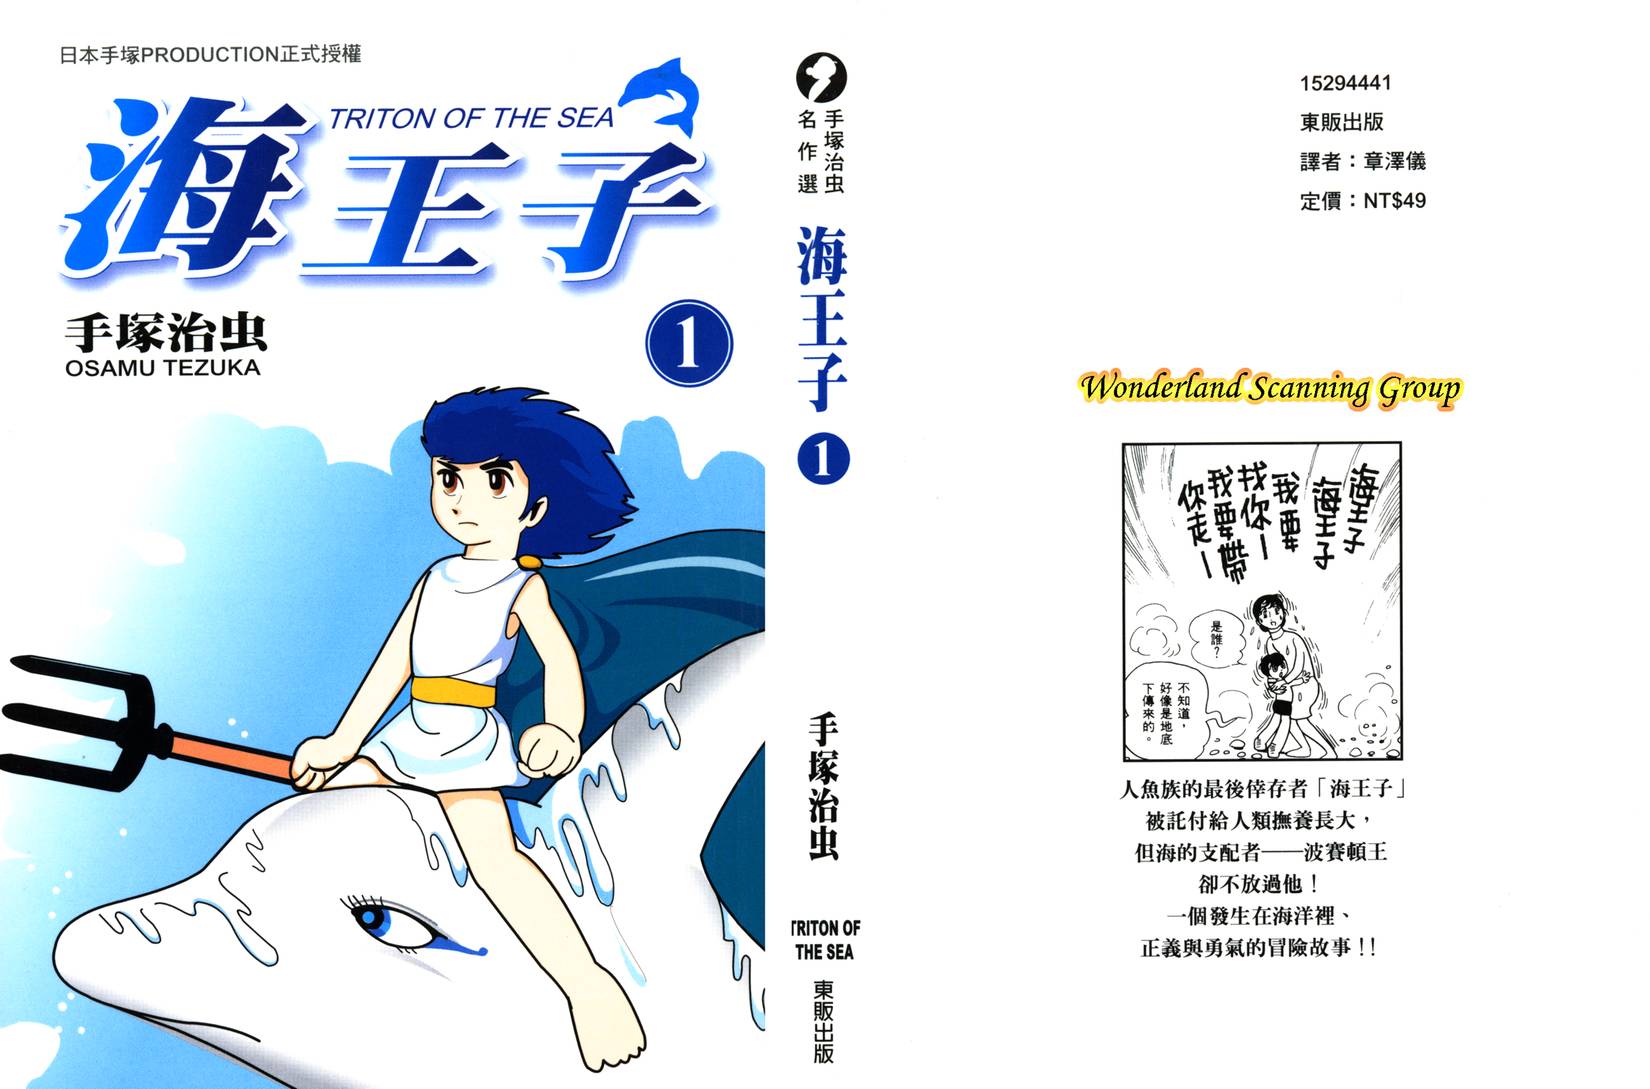 日本手塚PRODUCTION正式授權
海王子
TRITON OF THE SEA
手塚治虫
OSAMU TEZUKA
1
手塚治虫
名作選
海王子
1
手塚治虫
TRITON OF
THE SEA
東販出版
15294441
東販出版
譯者：章澤儀
定價：NT$49
Wonderland Scanning Group
海王子
海王子
我要
找你—
我要帶
你走—
是誰？
不知道，
好像是地底
下傳來的。
人魚族的最後倖存者「海王子」
被託付給人類撫養長大，
但海的支配者——波賽頓王
卻不放過他！
一個發生在海洋裡、
正義與勇氣的冒險故事！！